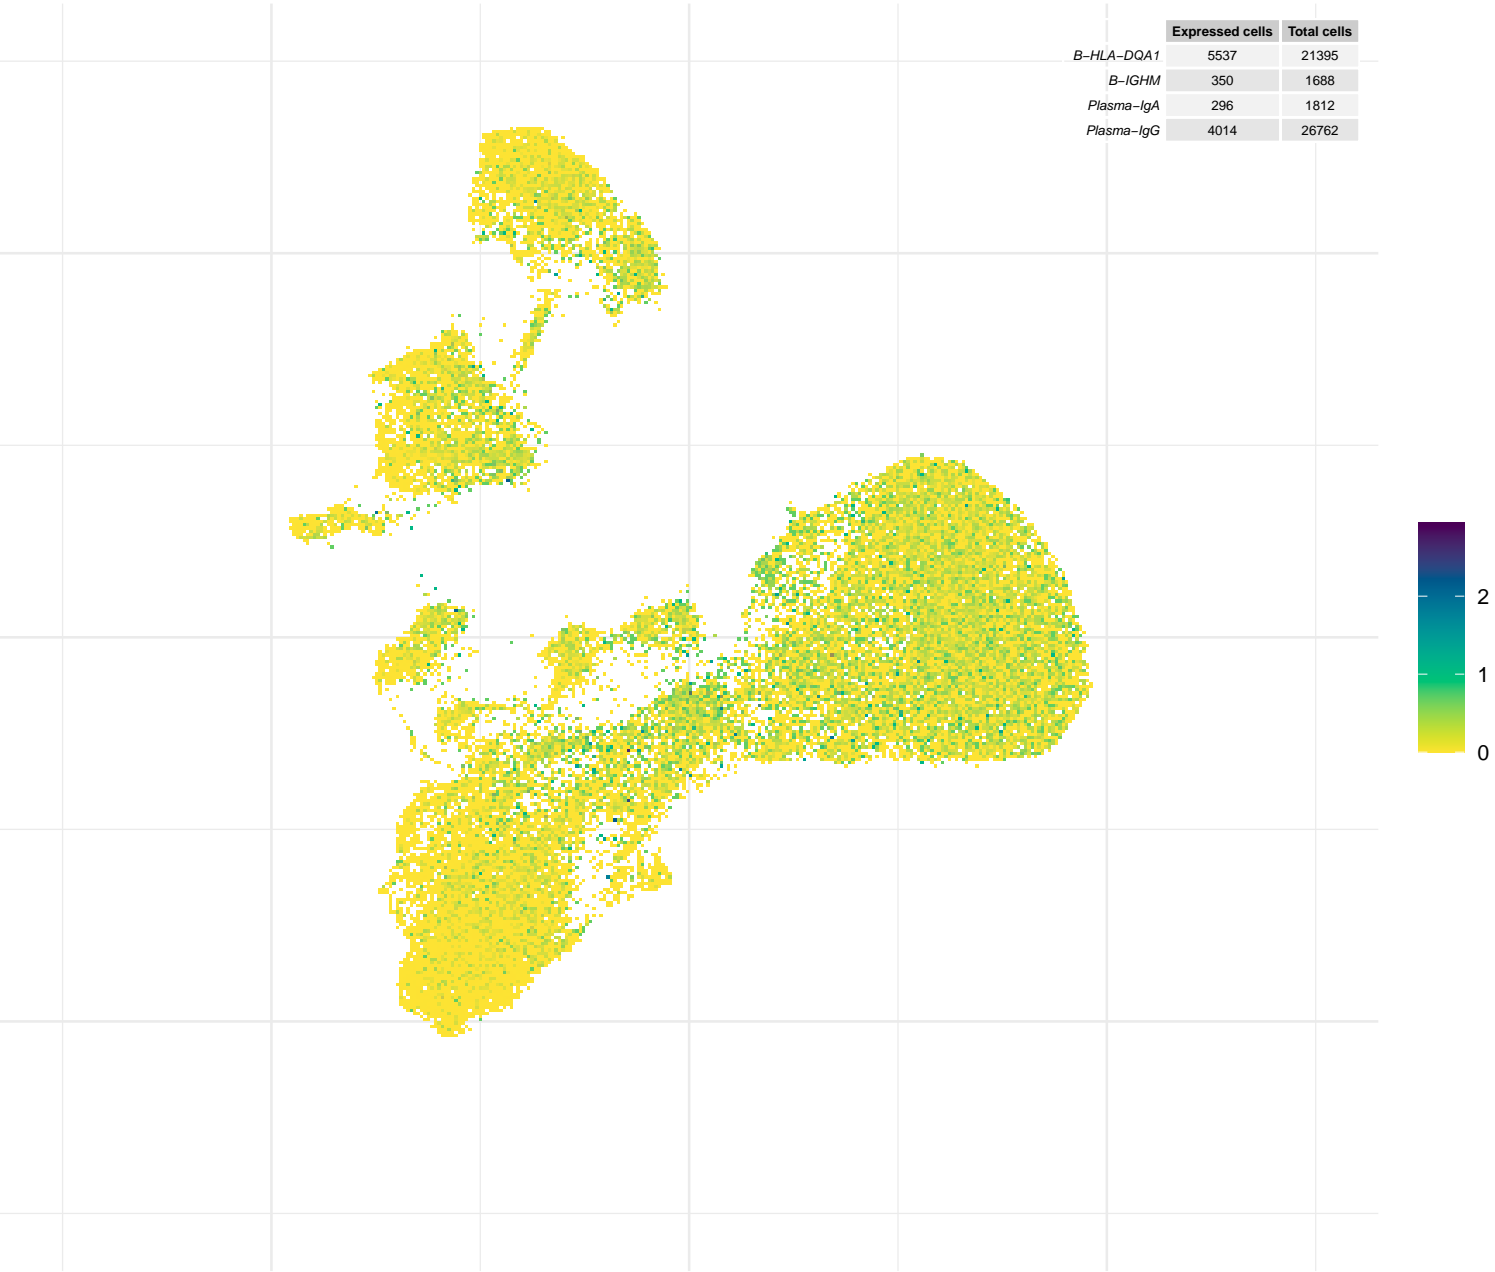 Expressed cells Total cells
B−HLA−DQA1 5537 21395
B−IGHM 350 1688
Plasma−IgA 296 1812
Plasma−IgG 4014 26762
2
1
0